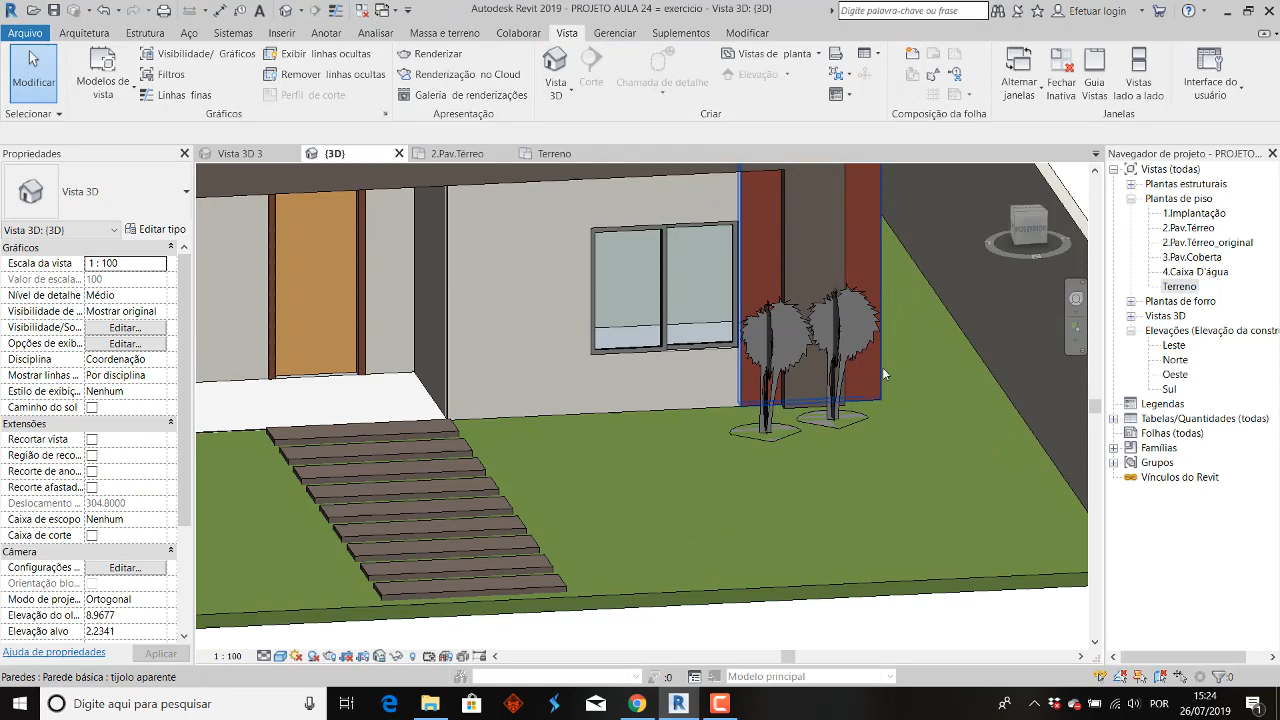 Autodesk Revit 2019 - PROJETO AULA 24 = exercicio - Vista 3D: {3D}
Digite palavra-chave ou frase
Efetuar login
Arquivo Arquitetura Estrutura Aço Sistemas Inserir Anotar Analisar Massa e terreno Colaborar Vista Gerenciar Suplementos Modificar
Modificar
Selecionar
Modelos de vista
Visibilidade/ Gráficos
Filtros
Linhas finas
Exibir linhas ocultas
Remover linhas ocultas
Perfil de corte
Gráficos
Renderizar
Renderização no Cloud
Galeria de renderizações
Apresentação
Vista 3D
Corte
Chamada de detalhe
Vistas de planta
Elevação
Criar
Composição da folha
Alternar janelas
Fechar Inativa
Guia Vistas
Vistas lado a lado
Janelas
Interface do usuário
Propriedades
Vista 3D 3
{3D}
2.Pav.Térreo
Terreno
Navegador de projeto - PROJETO...
Vista 3D
Vista 3D: {3D}
Editar tipo
Gráficos
Escala da vista 1 : 100
Valor de escala... 100
Nível de detalhe Médio
Visibilidade de ... Mostrar original
Visibilidade/So... Editar...
Opções de exib... Editar...
Disciplina Coordenação
Mostrar linhas ... Por disciplina
Estilo de exibiç... Nenhum
Caminho do sol
Extensões
Recortar vista
Região de reco...
Recorte de ano...
Recorte afastad...
Deslocamento ... 304.8000
Caixa de escopo Nenhum
Caixa de corte
Câmera
Configurações ... Editar...
Orientação blo...
Modo de proje... Ortogonal
Elevação do ol... 8.9677
Elevação alvo 2.2341
Ajuda de propriedades
Aplicar
POSTERIOR
Vistas (todas)
Plantas estruturais
Plantas de piso
1.Implantação
2.Pav.Térreo
2.Pav.Térreo_original
3.Pav.Coberta
4.Caixa D'água
Terreno
Plantas de forro
Vistas 3D
Elevações (Elevação da constr
Leste
Norte
Oeste
Sul
Legendas
Tabelas/Quantidades (todas)
Folhas (todas)
Famílias
Grupos
Vínculos do Revit
1 : 100
Paredes : Parede básica : tijolo aparente
:0
Modelo principal
:0
Digite aqui para pesquisar
15:24
26/07/2019
1